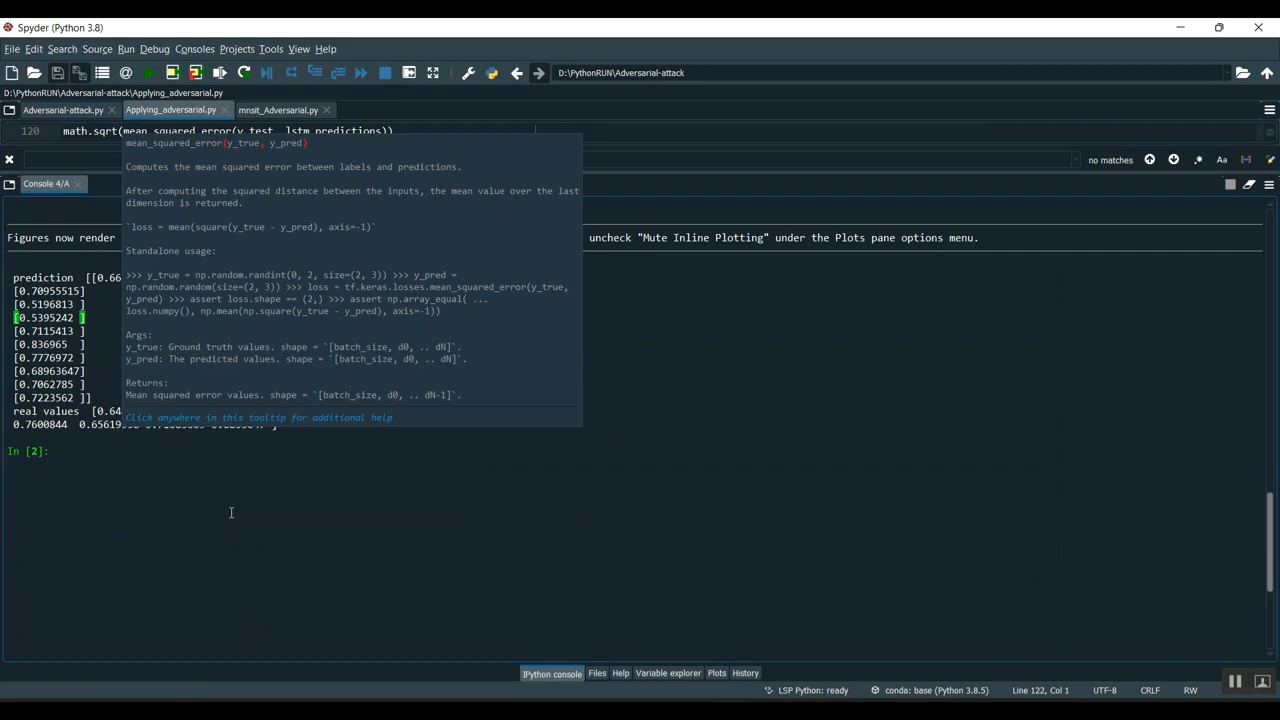 Spyder (Python 3.8)
File Edit Search Source Run Debug Consoles Projects Tools View Help
D:\PythonRUN\Adversarial-attack
D:\PythonRUN\Adversarial-attack\Applying_adversarial.py
Adversarial-attack.py Applying_adversarial.py mnsit_Adversarial.py
120 math.sqrt(mean_squared_error(y_test, lstm_predictions))
no matches Aa
Console 4/A
mean_squared_error(y_true, y_pred)
Computes the mean squared error between labels and predictions.
After computing the squared distance between the inputs, the mean value over the last
dimension is returned.
`loss = mean(square(y_true - y_pred), axis=-1)`
Standalone usage:
>>> y_true = np.random.randint(0, 2, size=(2, 3)) >>> y_pred =
np.random.random(size=(2, 3)) >>> loss = tf.keras.losses.mean_squared_error(y_true,
y_pred) >>> assert loss.shape == (2,) >>> assert np.array_equal( ...
loss.numpy(), np.mean(np.square(y_true - y_pred), axis=-1))
Args:
y_true: Ground truth values. shape = `[batch_size, d0, .. dN]`.
y_pred: The predicted values. shape = `[batch_size, d0, .. dN]`.
Returns:
Mean squared error values. shape = `[batch_size, d0, .. dN-1]`.
Click anywhere in this tooltip for additional help
Figures now render uncheck "Mute Inline Plotting" under the Plots pane options menu.
prediction [[0.66
[0.70955515]
[0.5196813 ]
[0.5395242 ]
[0.7115413 ]
[0.836965 ]
[0.7776972 ]
[0.68963647]
[0.7062785 ]
[0.7223562 ]]
real values [0.64
0.7600844
In [2]:
IPython console Files Help Variable explorer Plots History
LSP Python: ready conda: base (Python 3.8.5) Line 122, Col 1 UTF-8 CRLF RW